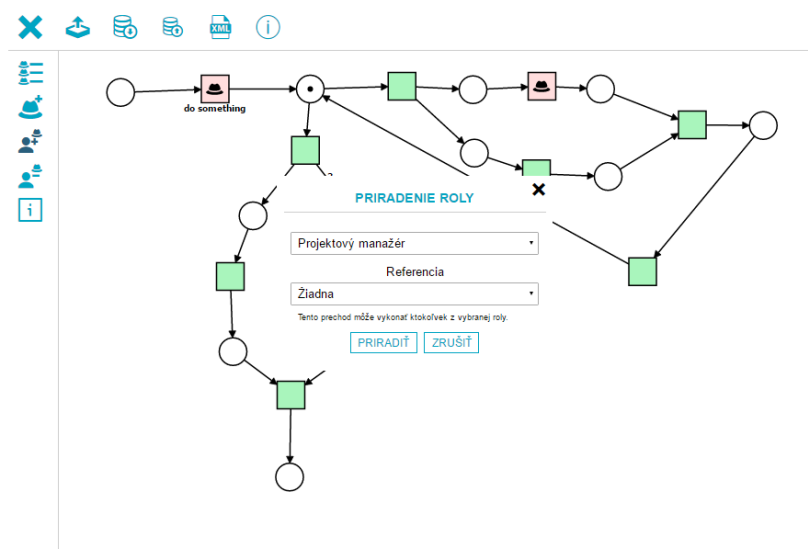 XML
i
i
do something
PRIRADENIE ROLY
Projektový manažér
Referencia
Žiadna
Tento prechod môže vykonať ktokoľvek z vybranej roly.
PRIRADIŤ ZRUŠIŤ